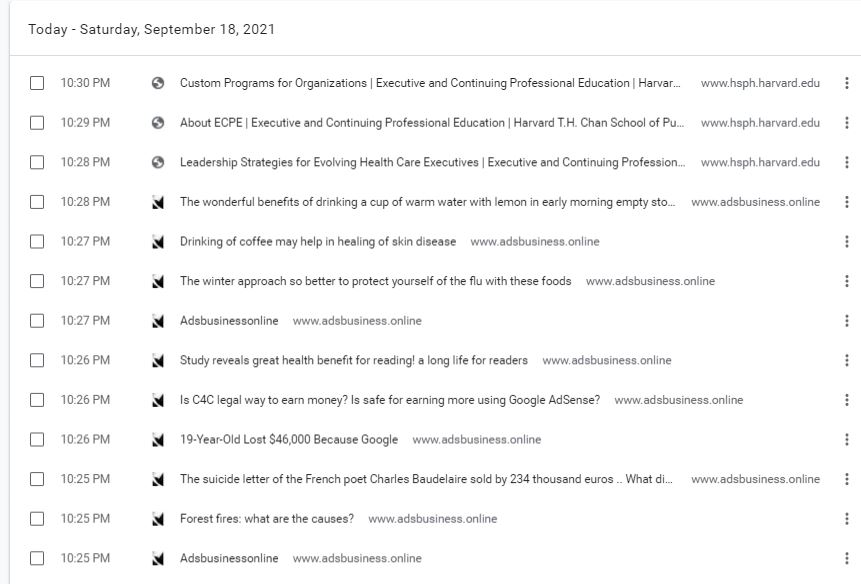 Today - Saturday, September 18, 2021
10:30 PM Custom Programs for Organizations | Executive and Continuing Professional Education | Harvar... www.hsph.harvard.edu
10:29 PM About ECPE | Executive and Continuing Professional Education | Harvard T.H. Chan School of Pu... www.hsph.harvard.edu
10:28 PM Leadership Strategies for Evolving Health Care Executives | Executive and Continuing Profession... www.hsph.harvard.edu
10:28 PM The wonderful benefits of drinking a cup of warm water with lemon in early morning empty sto... www.adsbusiness.online
10:27 PM Drinking of coffee may help in healing of skin disease www.adsbusiness.online
10:27 PM The winter approach so better to protect yourself of the flu with these foods www.adsbusiness.online
10:27 PM Adsbusinessonline www.adsbusiness.online
10:26 PM Study reveals great health benefit for reading! a long life for readers www.adsbusiness.online
10:26 PM Is C4C legal way to earn money? Is safe for earning more using Google AdSense? www.adsbusiness.online
10:26 PM 19-Year-Old Lost $46,000 Because Google www.adsbusiness.online
10:25 PM The suicide letter of the French poet Charles Baudelaire sold by 234 thousand euros .. What di... www.adsbusiness.online
10:25 PM Forest fires: what are the causes? www.adsbusiness.online
10:25 PM Adsbusinessonline www.adsbusiness.online